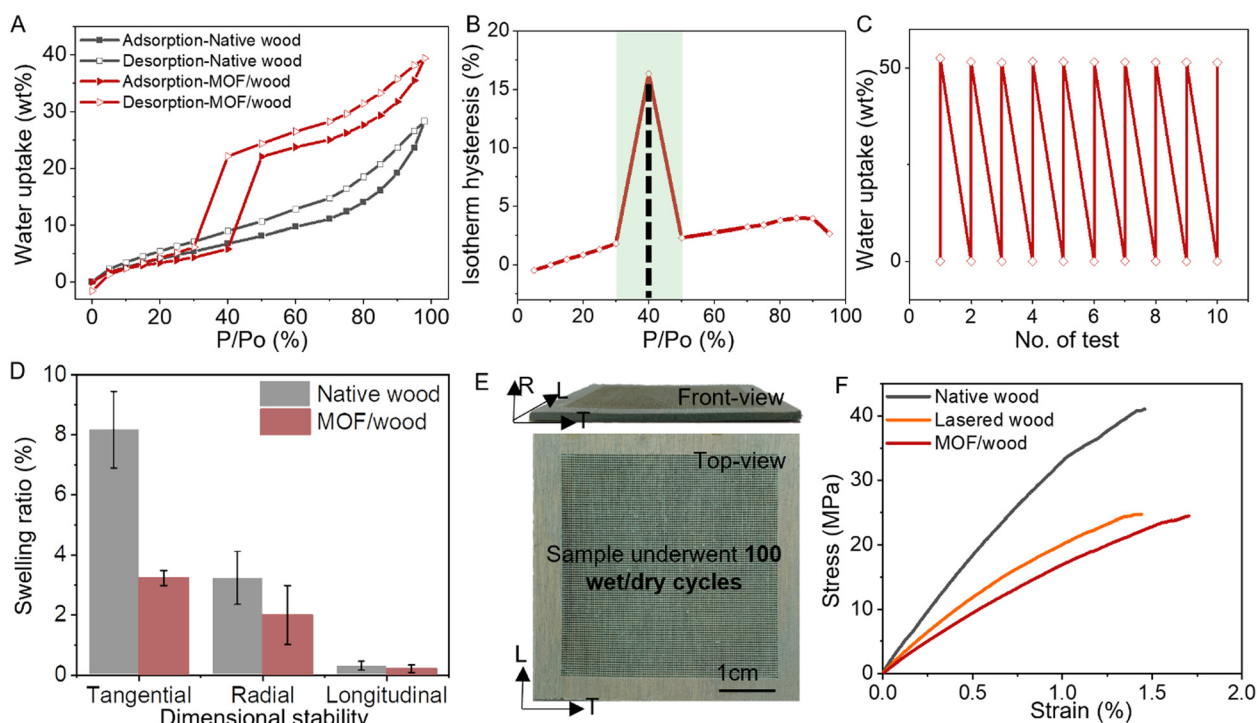 A
Adsorption-Native wood
Desorption-Native wood
Adsorption-MOF/wood
Desorption-MOF/wood
Water uptake (wt%)
40
30
20
10
0
0 20 40 60 80 100
P/Po (%)
B
Isotherm hysteresis (%)
20
15
10
5
0
0 20 40 60 80 100
P/Po (%)
C
Water uptake (wt%)
50
0
0 2 4 6 8 10
No. of test
D
Native wood
MOF/wood
Swelling ratio (%)
10
8
6
4
2
0
Tangential Radial Longitudinal
Dimensional stability
E
R
L
T
Front-view
Top-view
Sample underwent 100
wet/dry cycles
L
T
1cm
F
Native wood
Lasered wood
MOF/wood
Stress (MPa)
50
40
30
20
10
0
0.0 0.5 1.0 1.5 2.0
Strain (%)